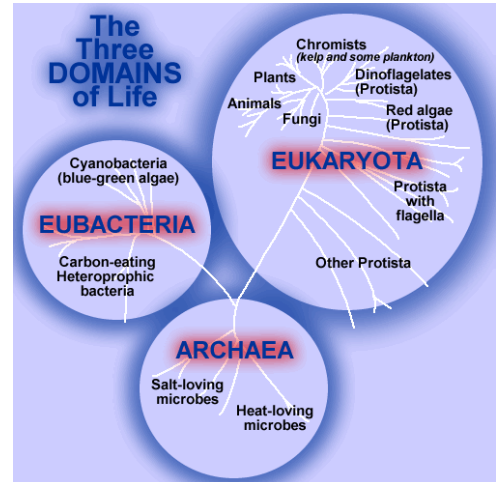 The
Three
DOMAINS
of Life
Chromists
(kelp and some plankton)
Plants
Dinoflagelates
(Protista)
Animals
Fungi
Red algae
(Protista)
EUKARYOTA
Protista
with
flagella
Other Protista
Cyanobacteria
(blue-green algae)
EUBACTERIA
Carbon-eating
Heteroprophic
bacteria
ARCHAEA
Salt-loving
microbes
Heat-loving
microbes